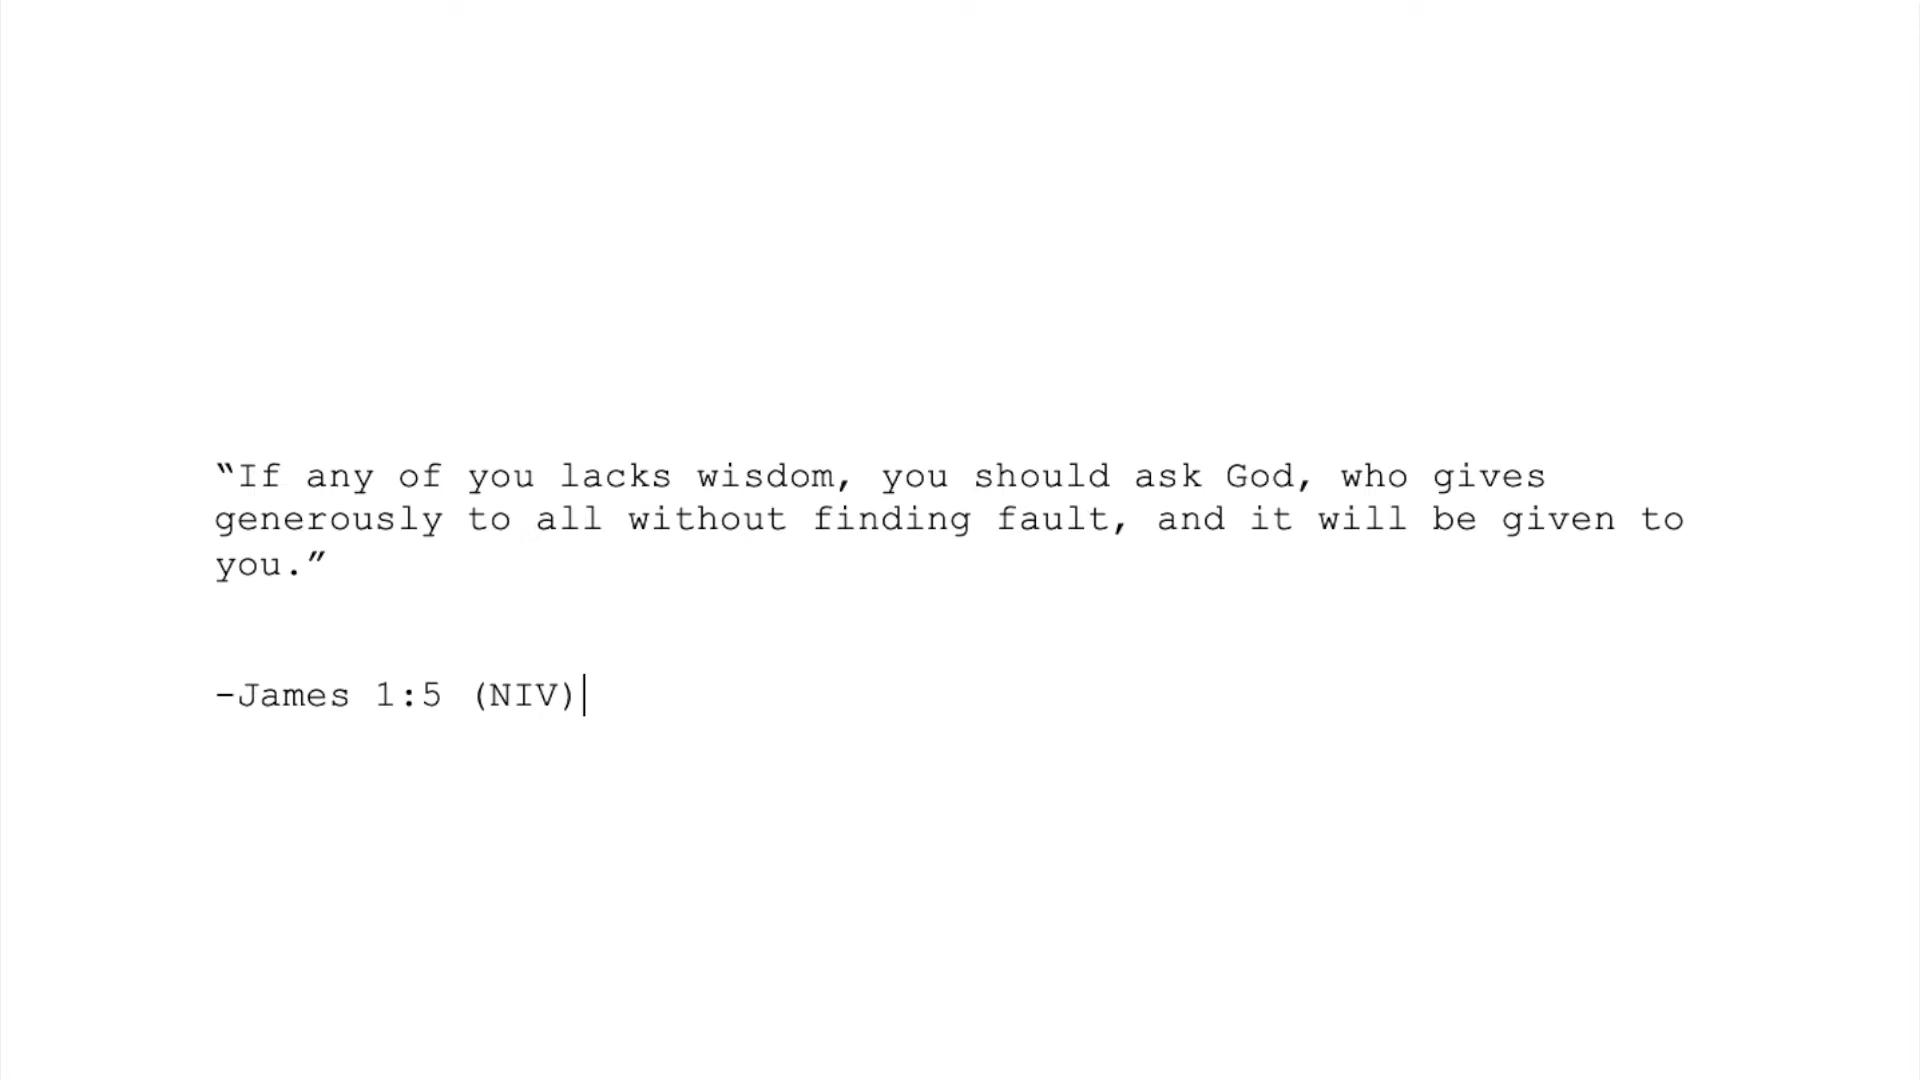 “If any of you lacks wisdom, you should ask God, who gives
generously to all without finding fault, and it will be given to
you.”
-James 1:5 (NIV)